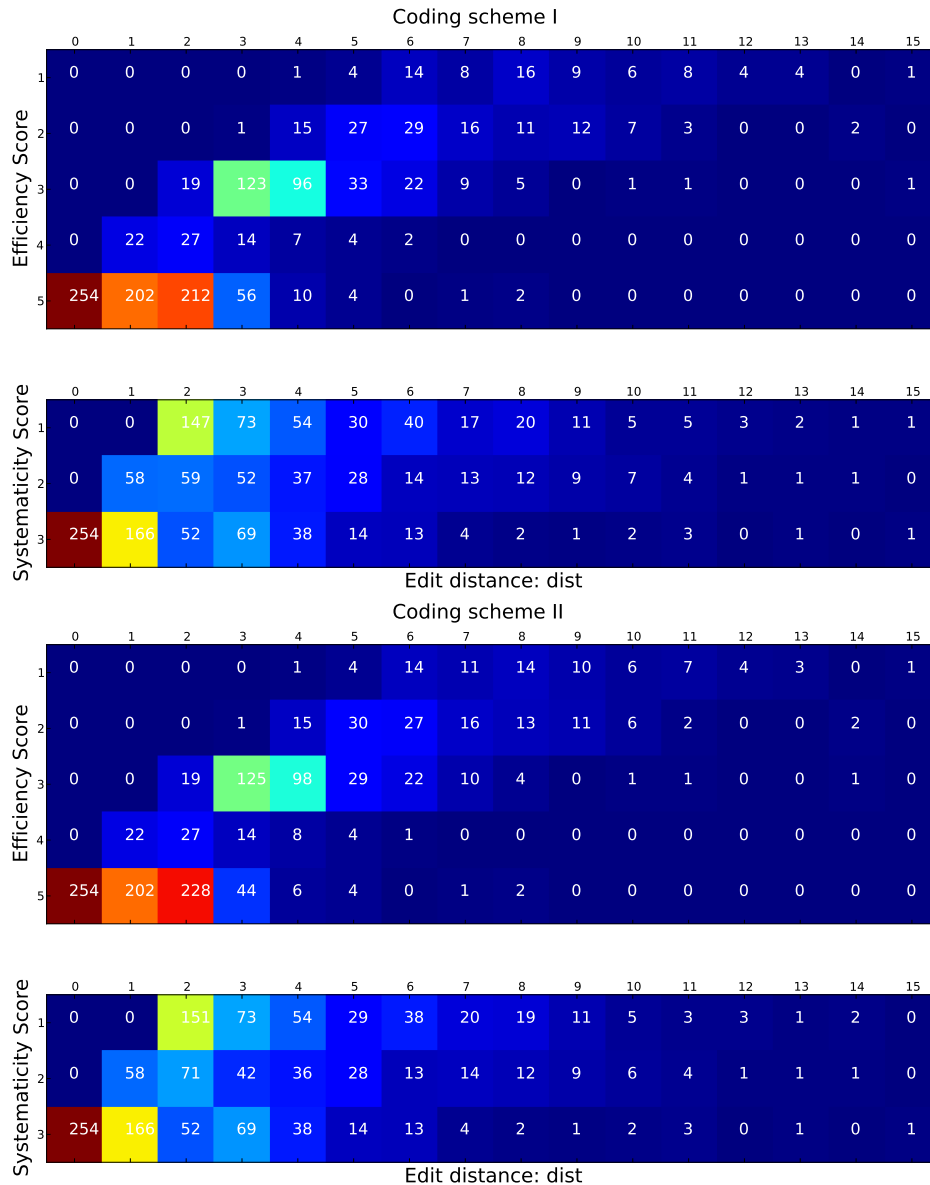 Coding scheme I
0 1 2 3 4 5 6 7 8 9 10 11 12 13 14 15
Efficiency Score
1 0 0 0 0 1 4 14 8 16 9 6 8 4 4 0 1
2 0 0 0 1 15 27 29 16 11 12 7 3 0 0 2 0
3 0 0 19 123 96 33 22 9 5 0 1 1 0 0 0 1
4 0 22 27 14 7 4 2 0 0 0 0 0 0 0 0 0
5 254 202 212 56 10 4 0 1 2 0 0 0 0 0 0 0
0 1 2 3 4 5 6 7 8 9 10 11 12 13 14 15
Systematicity Score
1 0 0 147 73 54 30 40 17 20 11 5 5 3 2 1 1
2 0 58 59 52 37 28 14 13 12 9 7 4 1 1 1 0
3 254 166 52 69 38 14 13 4 2 1 2 3 0 1 0 1
Edit distance: dist
Coding scheme II
0 1 2 3 4 5 6 7 8 9 10 11 12 13 14 15
Efficiency Score
1 0 0 0 0 1 4 14 11 14 10 6 7 4 3 0 1
2 0 0 0 1 15 30 27 16 13 11 6 2 0 0 2 0
3 0 0 19 125 98 29 22 10 4 0 1 1 0 0 1 0
4 0 22 27 14 8 4 1 0 0 0 0 0 0 0 0 0
5 254 202 228 44 6 4 0 1 2 0 0 0 0 0 0 0
0 1 2 3 4 5 6 7 8 9 10 11 12 13 14 15
Systematicity Score
1 0 0 151 73 54 29 38 20 19 11 5 3 3 1 2 0
2 0 58 71 42 36 28 13 14 12 9 6 4 1 1 1 0
3 254 166 52 69 38 14 13 4 2 1 2 3 0 1 0 1
Edit distance: dist